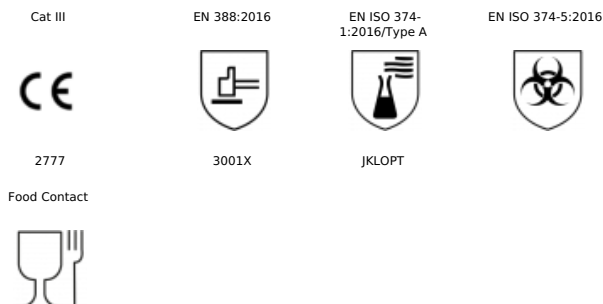 Cat III
EN 388:2016
EN ISO 374-
1:2016/Type A
EN ISO 374-5:2016
CE
2777
3001X
JKLOPT
Food Contact